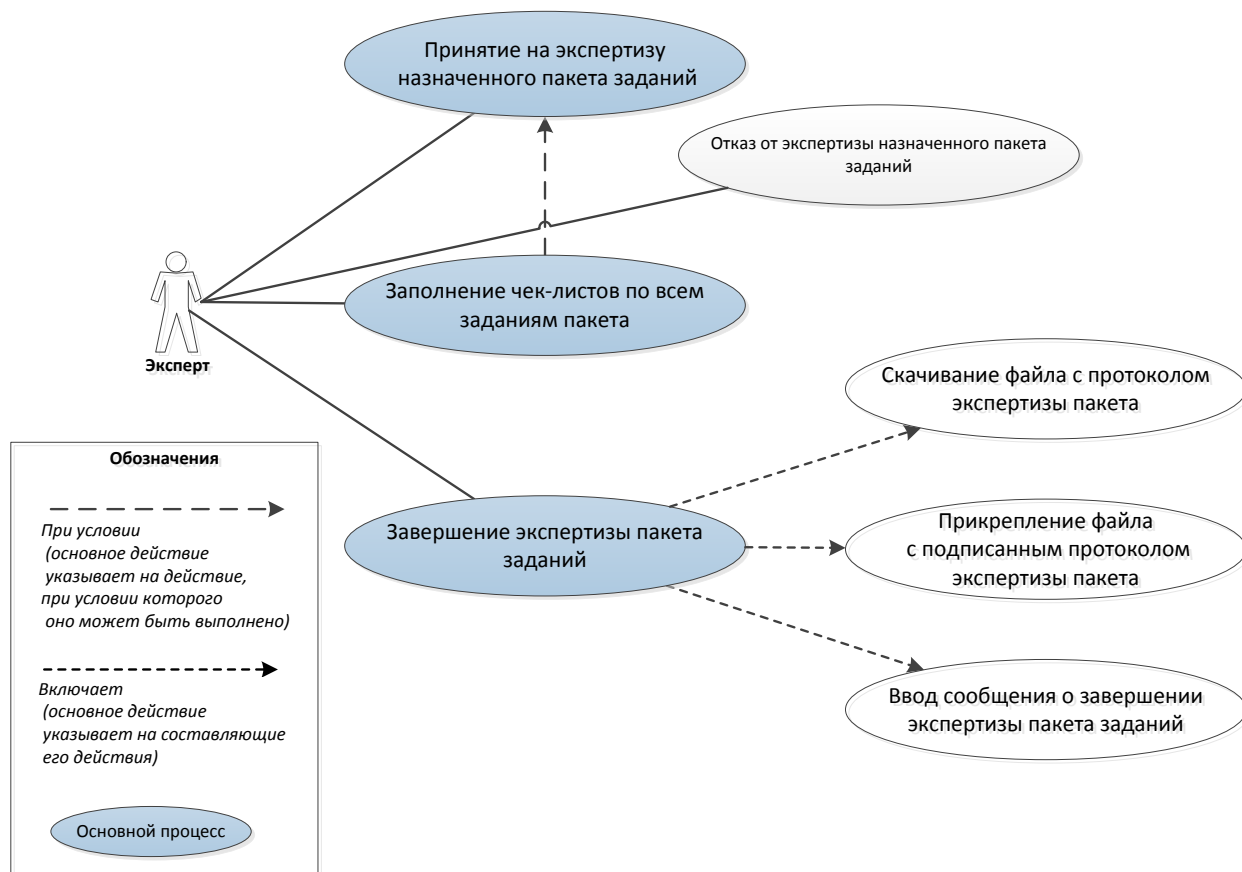 Принятие на экспертизу
назначенного пакета заданий
Отказ от экспертизы назначенного пакета
заданий
Заполнение чек-листов по всем
заданиям пакета
Эксперт
Скачивание файла с протоколом
экспертизы пакета
Завершение экспертизы пакета
заданий
Прикрепление файла
с подписанным протоколом
экспертизы пакета
Ввод сообщения о завершении
экспертизы пакета заданий
Обозначения
При условии
(основное действие
указывает на действие,
при условии которого
оно может быть выполнено)
Включает
(основное действие
указывает на составляющие
его действия)
Основной процесс